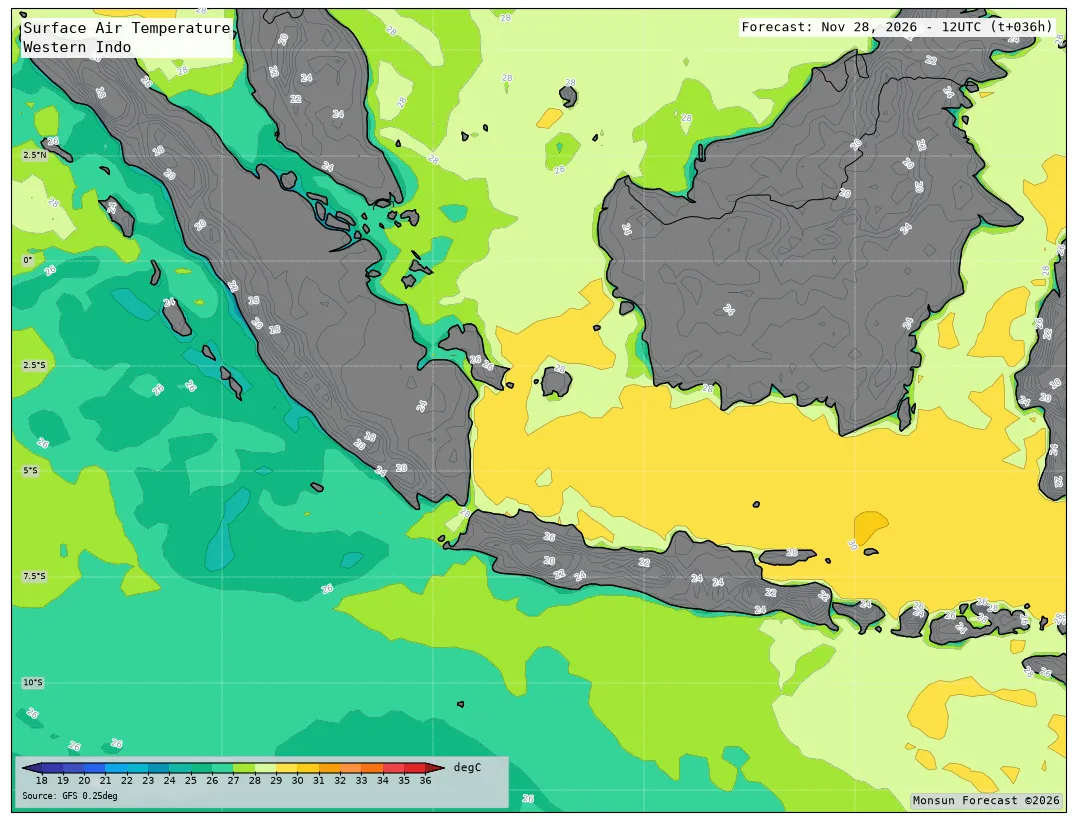 Surface Air Temperature
Western Indo
Forecast: Nov 28, 2026 - 12UTC (t+036h)
2.5°N
0°
2.5°S
5°S
7.5°S
10°S
degC
18 19 20 21 22 23 24 25 26 27 28 29 30 31 32 33 34 35 36
Source: GFS 0.25deg
Monsun Forecast ©2026